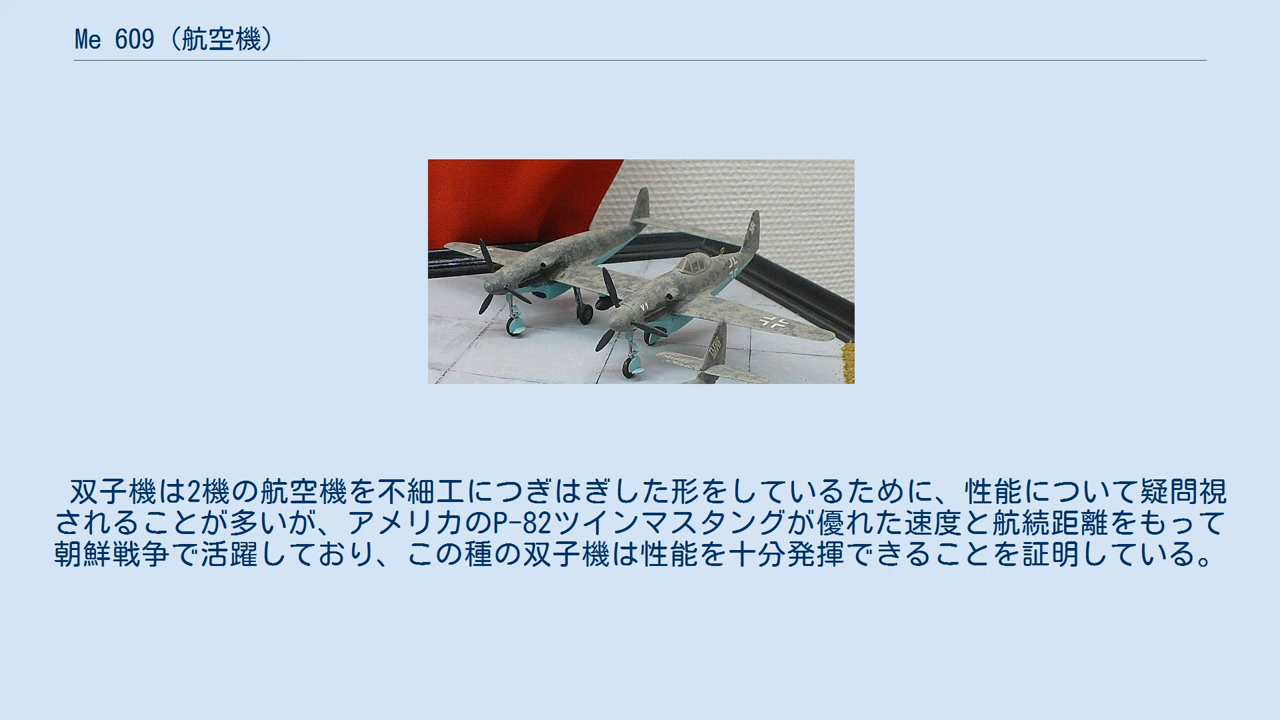 Me 609（航空機）
V1
双子機は2機の航空機を不細工につぎはぎした形をしているために、性能について疑問視
されることが多いが、アメリカのP-82ツインマスタングが優れた速度と航続距離をもって
朝鮮戦争で活躍しており、この種の双子機は性能を十分発揮できることを証明している。